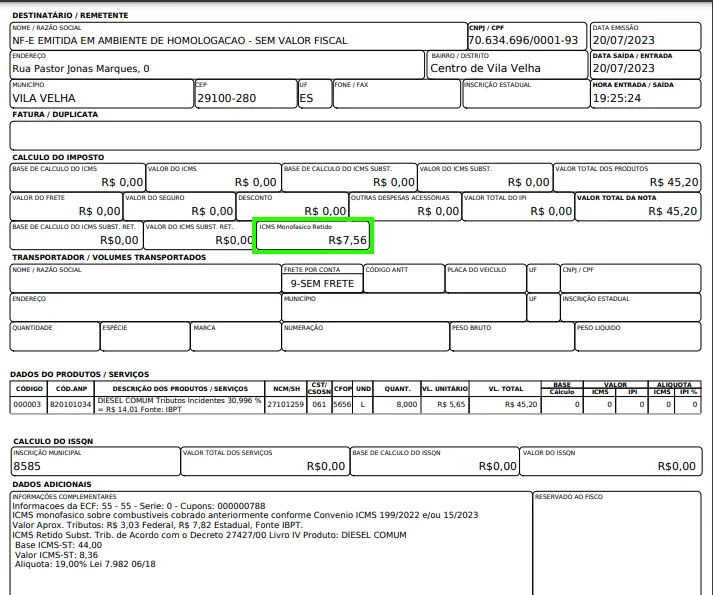 DESTINATÁRIO / REMETENTE
NOME / RAZÃO SOCIAL CNPJ / CPF DATA EMISSÃO
NF-E EMITIDA EM AMBIENTE DE HOMOLOGACAO - SEM VALOR FISCAL 70.634.696/0001-93 20/07/2023
ENDEREÇO BAIRRO / DISTRITO DATA SAÍDA / ENTRADA
Rua Pastor Jonas Marques, 0 Centro de Vila Velha 20/07/2023
MUNICÍPIO CEP UF FONE / FAX INSCRIÇÃO ESTADUAL HORA ENTRADA / SAÍDA
VILA VELHA 29100-280 ES 19:25:24
FATURA / DUPLICATA
CALCULO DO IMPOSTO
BASE DE CALCULO DO ICMS VALOR DO ICMS BASE DE CALCULO DO ICMS SUBST. VALOR DO ICMS SUBST. VALOR TOTAL DOS PRODUTOS
R$ 0,00 R$ 0,00 R$ 0,00 R$ 0,00 R$ 45,20
VALOR DO FRETE VALOR DO SEGURO DESCONTO OUTRAS DESPESAS ACESSÓRIAS VALOR TOTAL DO IPI VALOR TOTAL DA NOTA
R$ 0,00 R$ 0,00 R$ 0,00 R$ 0,00 R$ 0,00 R$ 45,20
BASE DE CALCULO DO ICMS SUBST. RET. VALOR DO ICMS SUBST. RET. ICMS Monofasico Retido
R$0,00 R$0,00 R$7,56
TRANSPORTADOR / VOLUMES TRANSPORTADOS
NOME / RAZÃO SOCIAL FRETE POR CONTA CÓDIGO ANTT PLACA DO VEICULO UF CNPJ / CPF
9-SEM FRETE
ENDEREÇO MUNICÍPIO UF INSCRIÇÃO ESTADUAL
QUANTIDADE ESPÉCIE MARCA NUMERAÇÃO PESO BRUTO PESO LIQUIDO
DADOS DO PRODUTOS / SERVIÇOS
CÓDIGO CÓD.ANP DESCRIÇÃO DOS PRODUTOS / SERVIÇOS NCM/SH CST/ CSOSN CFOP UND QUANT. VL. UNITÁRIO VL. TOTAL BASE Cálculo VALOR ICMS IPI ALIQUOTA ICMS IPI %
000003 820101034 DIESEL COMUM Tributos Incidentes 30,996 % 27101259 061 5656 L 8,000 R$ 5,65 R$ 45,20 0 0 0 0 0
= R$ 14,01 Fonte: IBPT
CALCULO DO ISSQN
INSCRIÇÃO MUNICIPAL VALOR TOTAL DOS SERVIÇOS BASE DE CALCULO DO ISSQN VALOR DO ISSQN
8585 R$0,00 R$0,00 R$0,00
DADOS ADICIONAIS
INFORMAÇÕES COMPLEMENTARES RESERVADO AO FISCO
Informacoes da ECF: 55 - 55 - Serie: 0 - Cupons: 000000788
ICMS monofasico sobre combustiveis cobrado anteriormente conforme Convenio ICMS 199/2022 e/ou 15/2023
Valor Aprox. Tributos: R$ 3,03 Federal, R$ 7,82 Estadual, Fonte IBPT.
ICMS Retido Subst. Trib. de Acordo com o Decreto 27427/00 Livro IV Produto: DIESEL COMUM
Base ICMS-ST: 44,00
Valor ICMS-ST: 8,36
Aliquota: 19,00% Lei 7.982 06/18